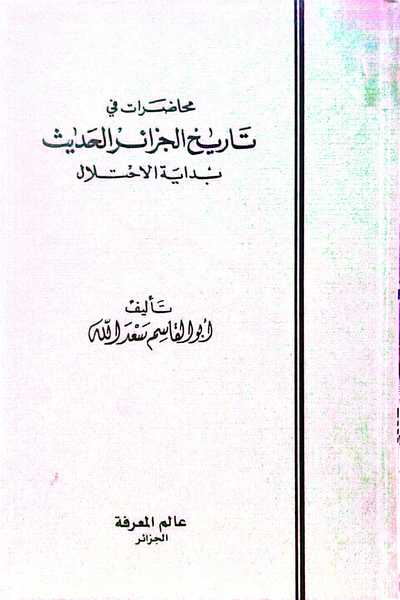 محاضرات في
تاريخ الجزائر الحديث
بداية الاحتلال
تأليف
أبو القاسم سعد الله
عالم المعرفة
الجزائر